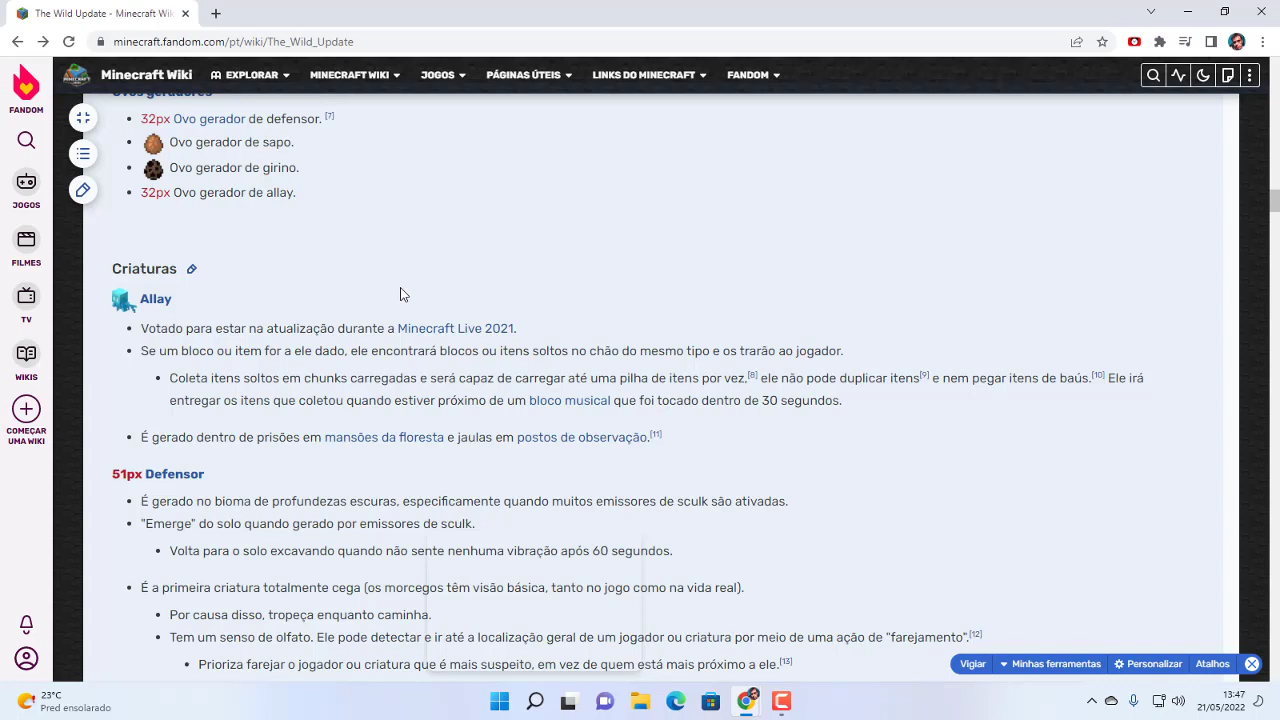 The Wild Update
minecraft.fandom.com/pt/wiki/The_Wild_Update
Minecraft Wiki
EXPLORAR
MINECRAFT WIKI
JOGOS
PÁGINAS ÚTEIS
LINKS DO MINECRAFT
FANDOM
FANDOM
JOGOS
FILMES
TV
WIKIS
COMEÇAR
UMA WIKI
Ovos geradores
32px Ovo gerador de defensor. [7]
Ovo gerador de sapo.
Ovo gerador de girino.
32px Ovo gerador de allay.
Criaturas
Allay
Votado para estar na atualização durante a Minecraft Live 2021.
Se um bloco ou item for a ele dado, ele encontrará blocos ou itens soltos no chão do mesmo tipo e os trarão ao jogador.
Coleta itens soltos em chunks carregadas e será capaz de carregar até uma pilha de itens por vez,[8] ele não pode duplicar itens[9] e nem pegar itens de baús.[10] Ele irá
entregar os itens que coletou quando estiver próximo de um bloco musical que foi tocado dentro de 30 segundos.
É gerado dentro de prisões em mansões da floresta e jaulas em postos de observação.[11]
51px Defensor
É gerado no bioma de profundezas escuras, especificamente quando muitos emissores de sculk são ativadas.
"Emerge" do solo quando gerado por emissores de sculk.
Volta para o solo excavando quando não sente nenhuma vibração após 60 segundos.
É a primeira criatura totalmente cega (os morcegos têm visão básica, tanto no jogo como na vida real).
Por causa disso, tropeça enquanto caminha.
Tem um senso de olfato. Ele pode detectar e ir até a localização geral de um jogador ou criatura por meio de uma ação de "farejamento".[12]
Prioriza farejar o jogador ou criatura que é mais suspeito, em vez de quem está mais próximo a ele.[13]
Vigiar
Minhas ferramentas
Personalizar
Atalhos
23°C
Pred ensolarado
13:47
21/05/2022